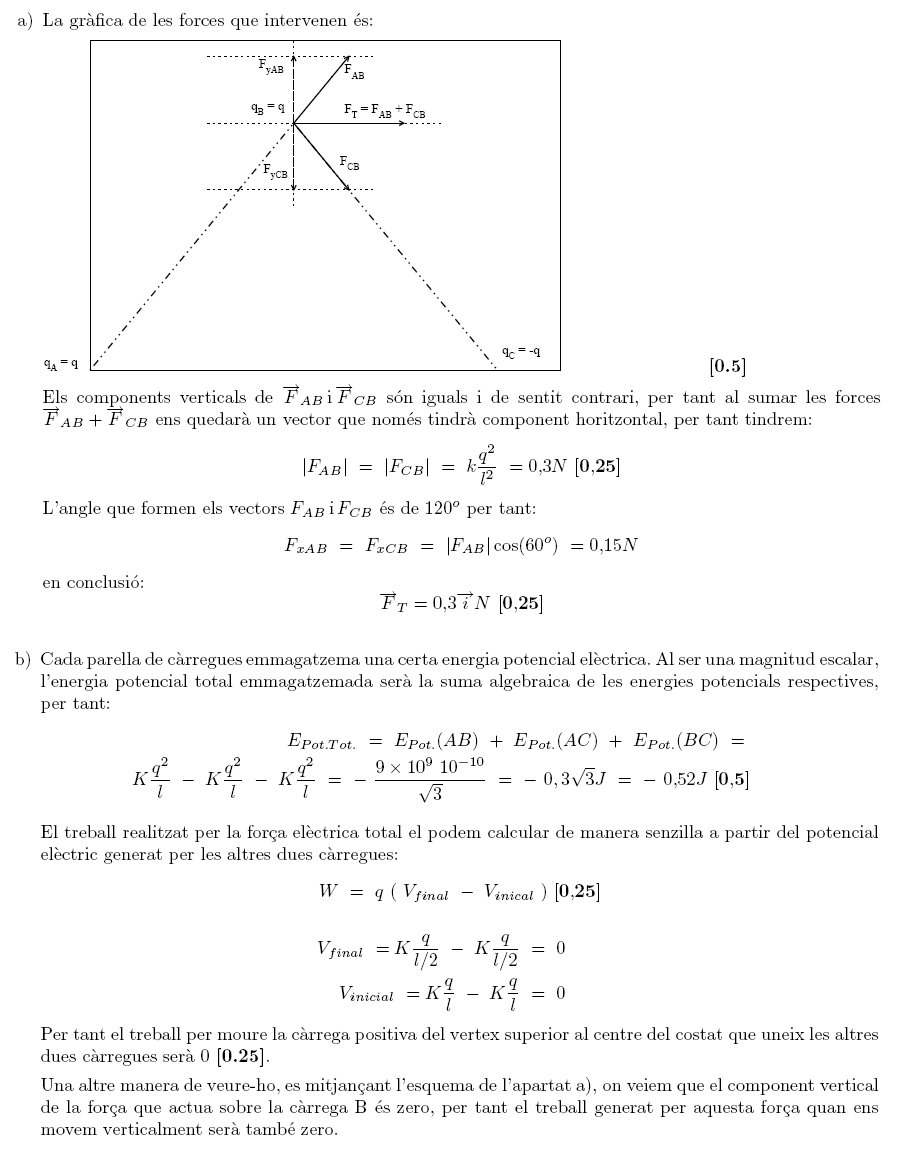 a) La gràfica de les forces que intervenen és:
F_yAB
F_AB
q_B = q
F_T = F_AB + F_CB
F_yCB
F_CB
q_A = q
q_C = -q
[0.5]
Els components verticals de \overrightarrow{F}_{AB} i \overrightarrow{F}_{CB} són iguals i de sentit contrari, per tant al sumar les forces
\overrightarrow{F}_{AB} + \overrightarrow{F}_{CB} ens quedarà un vector que només tindrà component horitzontal, per tant tindrem:
|F_{AB}| = |F_{CB}| = k\frac{q^2}{l^2} = 0,3N [0,25]
L'angle que formen els vectors F_{AB} i F_{CB} és de 120^o per tant:
F_{xAB} = F_{xCB} = |F_{AB}| cos(60^o) = 0,15N
en conclusió:
\overrightarrow{F}_T = 0,3\overrightarrow{i} N [0,25]
b) Cada parella de càrregues emmagatzema una certa energia potencial elèctrica. Al ser una magnitud escalar,
l'energia potencial total emmagatzemada serà la suma algebraica de les energies potencials respectives,
per tant:
E_{Pot.Tot.} = E_{Pot.}(AB) + E_{Pot.}(AC) + E_{Pot.}(BC) =
K\frac{q^2}{l} − K\frac{q^2}{l} − K\frac{q^2}{l} = − \frac{9 × 10^9 10^{-10}}{\sqrt{3}} = − 0,3\sqrt{3}J = − 0,52J [0,5]
El treball realitzat per la força elèctrica total el podem calcular de manera senzilla a partir del potencial
elèctric generat per les altres dues càrregues:
W = q ( V_{final} − V_{inical} ) [0,25]
V_{final} = K\frac{q}{l/2} − K\frac{q}{l/2} = 0
V_{inicial} = K\frac{q}{l} − K\frac{q}{l} = 0
Per tant el treball per moure la càrrega positiva del vertex superior al centre del costat que uneix les altres
dues càrregues serà 0 [0.25].
Una altre manera de veure-ho, es mitjançant l'esquema de l'apartat a), on veiem que el component vertical
de la força que actua sobre la càrrega B és zero, per tant el treball generat per aquesta força quan ens
movem verticalment serà també zero.